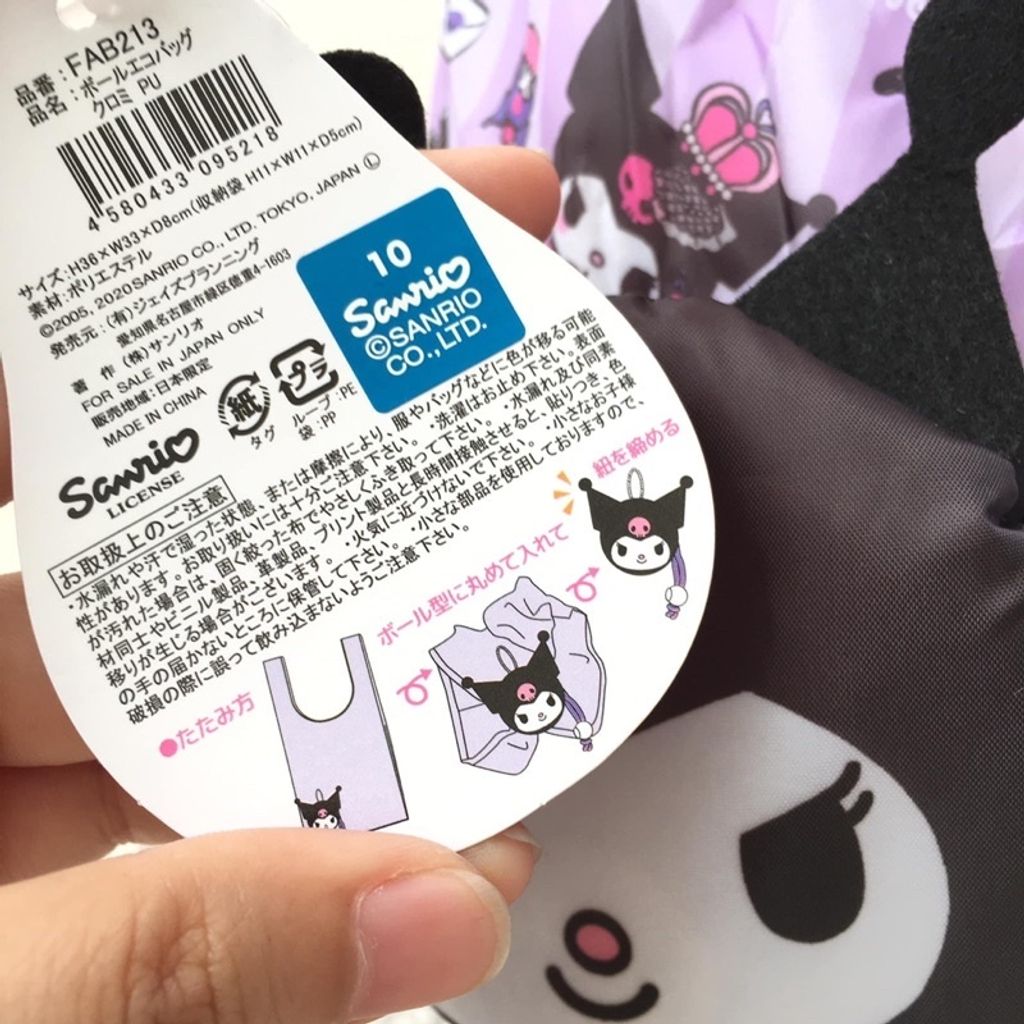 品番：FAB213
品名：ボールエコバッグ
クロミ PU
4 580433 095218
サイズ：H36×W33×D8cm(収納袋 H11×W11×D5cm)
素材：ポリエステル
©2005, 2020SANRIO CO., LTD. TOKYO, JAPAN Ⓛ
発売元：(有)ジェイズプランニング
愛知県名古屋市緑区徳重4-1603
著 作 (株)サンリオ
FOR SALE IN JAPAN ONLY
販売地域：日本限定
MADE IN CHINA
紙
タグ
プラ
ループ：PE
袋：PP
10
Sanrio
©SANRIO
CO., LTD.
Sanrio
LICENSE
お取扱上のご注意
・水漏れや汗で湿った状態、または摩擦により、服やバッグなどに色が移る可能
性があります。お取り扱いには十分ご注意下さい。・洗濯はお止め下さい。表面
が汚れた場合は、固く絞った布でやさしくふき取って下さい。・水漏れ及び同素
材同士やビニール製品、革製品、プリント製品と長時間接触させると、貼りつき、色
移りが生じる場合がございます。・火気に近づけないで下さい。・小さなお子様
の手の届かないところに保管して下さい。・小さな部品を使用しておりますので、
破損の際に誤って飲み込まないようご注意下さい。
●たたみ方
ボール型に丸めて入れて
紐を締める